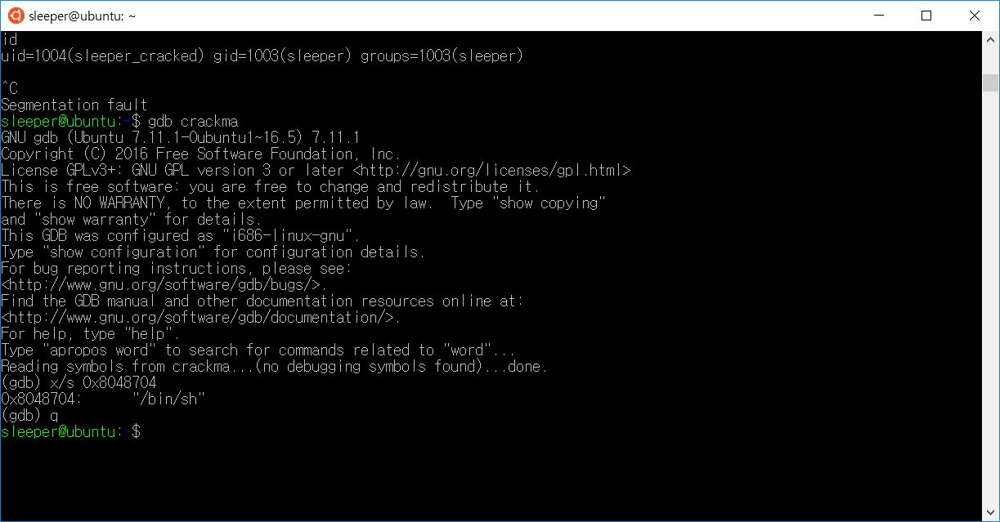 sleeper@ubuntu: ~
id
uid=1004(sleeper_cracked) gid=1003(sleeper) groups=1003(sleeper)
^C
Segmentation fault
sleeper@ubuntu:~$ gdb crackma
GNU gdb (Ubuntu 7.11.1-0ubuntu1~16.5) 7.11.1
Copyright (C) 2016 Free Software Foundation, Inc.
License GPLv3+: GNU GPL version 3 or later <http://gnu.org/licenses/gpl.html>
This is free software: you are free to change and redistribute it.
There is NO WARRANTY, to the extent permitted by law.  Type "show copying"
and "show warranty" for details.
This GDB was configured as "i686-linux-gnu".
Type "show configuration" for configuration details.
For bug reporting instructions, please see:
<http://www.gnu.org/software/gdb/bugs/>.
Find the GDB manual and other documentation resources online at:
<http://www.gnu.org/software/gdb/documentation/>.
For help, type "help".
Type "apropos word" to search for commands related to "word"...
Reading symbols from crackma...(no debugging symbols found)...done.
(gdb) x/s 0x8048704
0x8048704:      "/bin/sh"
(gdb) q
sleeper@ubuntu:~$